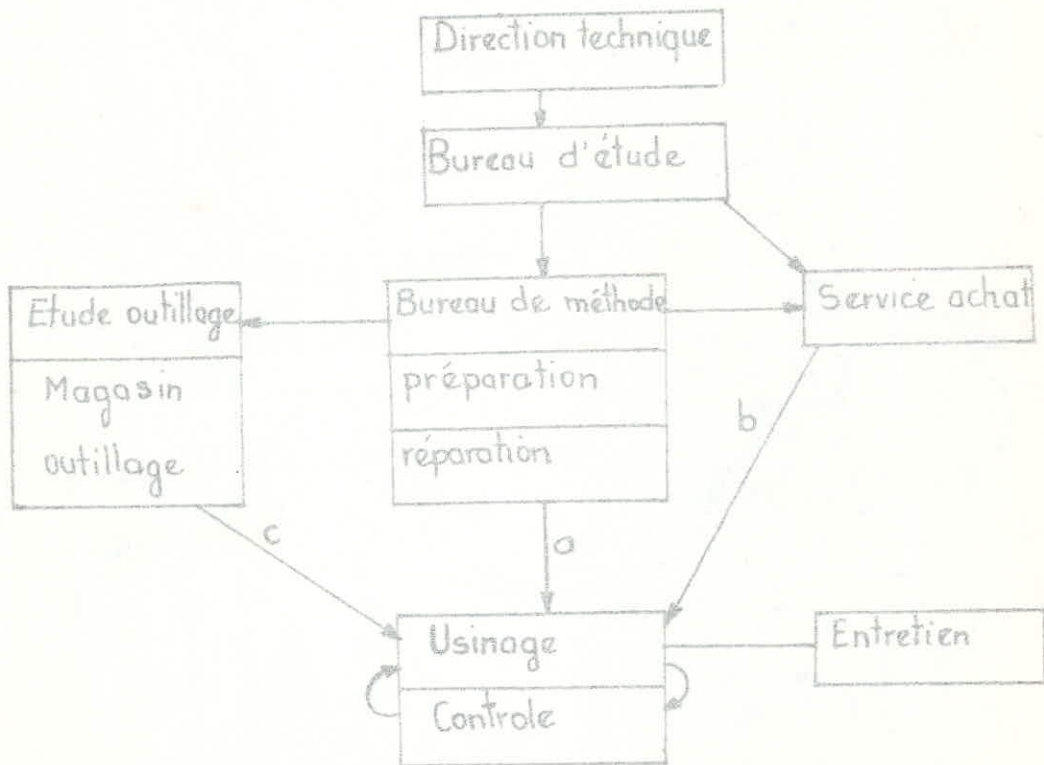 Direction technique
Bureau d'étude
Etude outillage
Bureau de méthode
Service achat
Magasin
outillage
préparation
réparation
b
c
a
Usinage
Entretien
Controle